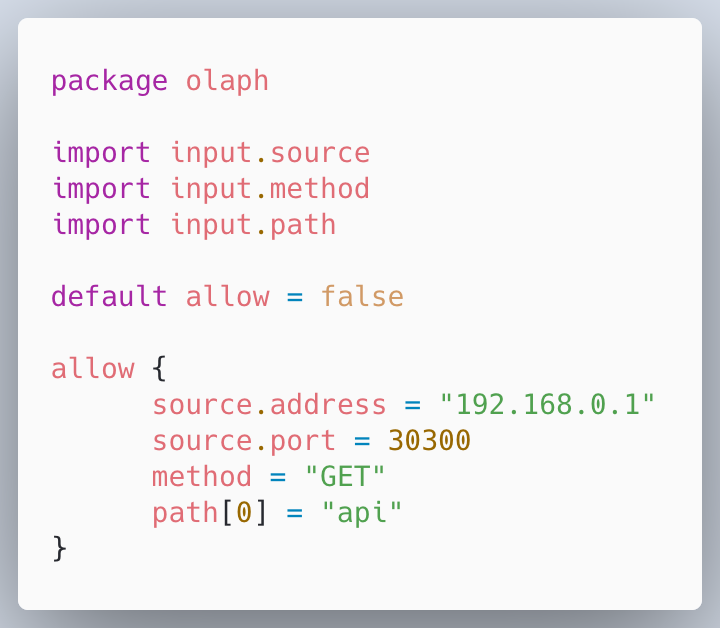 package olaph

import input.source
import input.method
import input.path

default allow = false

allow {
      source.address = "192.168.0.1"
      source.port = 30300
      method = "GET"
      path[0] = "api"
}